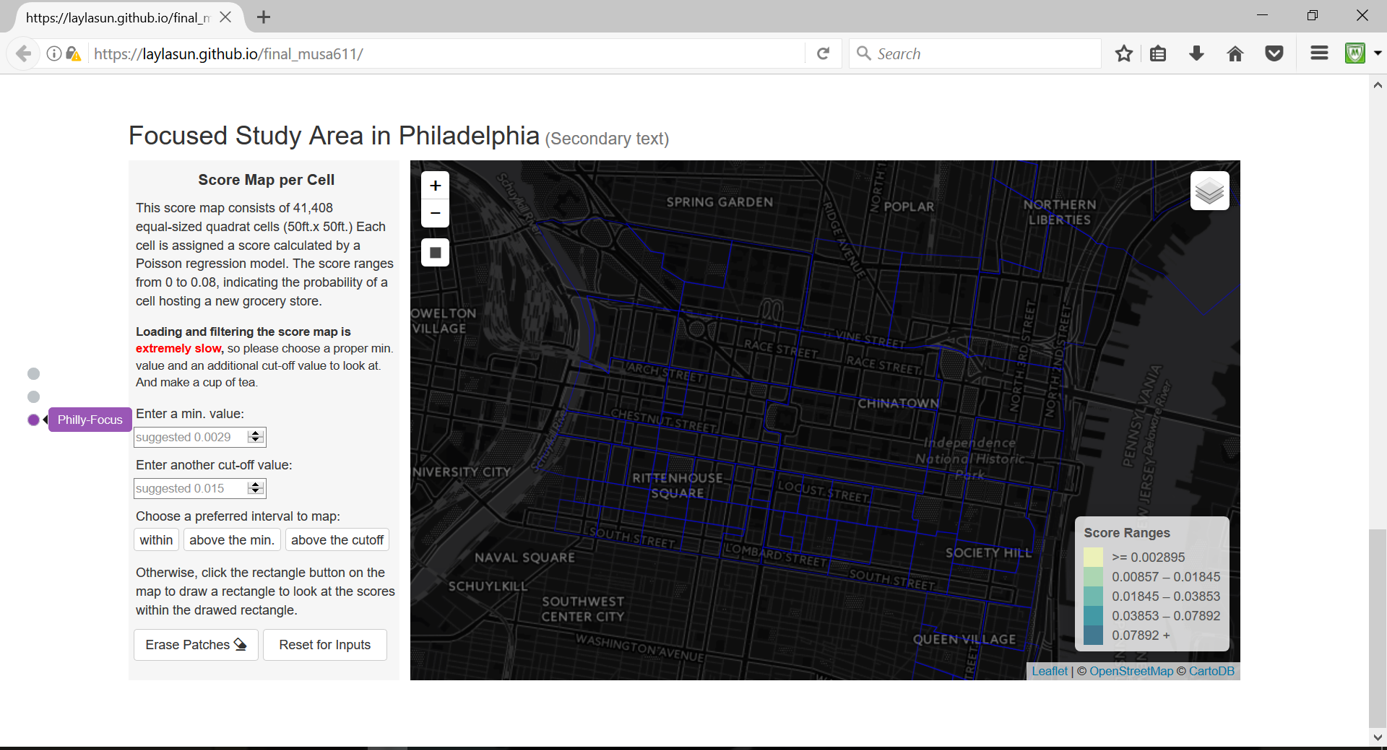 https://laylasun.github.io/final_m
https://laylasun.github.io/final_musa611/
Search
Focused Study Area in Philadelphia (Secondary text)
Score Map per Cell
This score map consists of 41,408
equal-sized quadrat cells (50ft.x 50ft.) Each
cell is assigned a score calculated by a
Poisson regression model. The score ranges
from 0 to 0.08, indicating the probability of a
cell hosting a new grocery store.
Loading and filtering the score map is
extremely slow, so please choose a proper min.
value and an additional cut-off value to look at.
And make a cup of tea.
Philly-Focus
Enter a min. value:
suggested 0.0029
Enter another cut-off value:
suggested 0.015
Choose a preferred interval to map:
within
above the min.
above the cutoff
Otherwise, click the rectangle button on the
map to draw a rectangle to look at the scores
within the drawed rectangle.
Erase Patches
Reset for Inputs
+
−
SPRING GARDEN
POPLAR
NORTHERN
LIBERTIES
RIDGE AVENUE
OWELTON
VILLAGE
VINE STREET
RACE STREET
RACE STREET
ARCH STREET
NORTH 3RD STREET
NORTH 2ND STREET
CHINATOWN
CHESTNUT STREET
Schuylkill River
Independence
National Historic
Park
PENNSYLVANIA
NEW JERSEY
Delaware River
NIVERSITY CITY
RITTENHOUSE
SQUARE
LOCUST STREET
SOUTH STREET
LOMBARD STREET
SOUTH STREET
SOCIETY HILL
NAVAL SQUARE
SCHUYLKILL
SOUTHWEST
CENTER CITY
WASHINGTON AVENUE
QUEEN VILLAGE
Score Ranges
>= 0.002895
0.00857 – 0.01845
0.01845 – 0.03853
0.03853 – 0.07892
0.07892 +
Leaflet | © OpenStreetMap © CartoDB